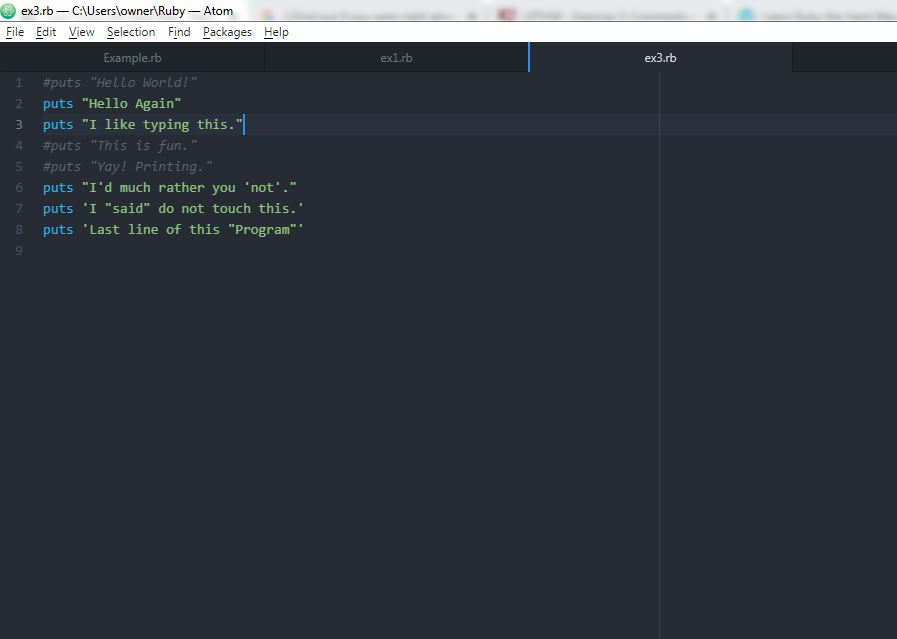 ex3.rb — C:\Users\owner\Ruby — Atom
File Edit View Selection Find Packages Help
Example.rb ex1.rb ex3.rb
1 #puts "Hello World!"
2 puts "Hello Again"
3 puts "I like typing this."
4 #puts "This is fun."
5 #puts "Yay! Printing."
6 puts "I'd much rather you 'not'."
7 puts 'I "said" do not touch this.'
8 puts 'Last line of this "Program"'
9